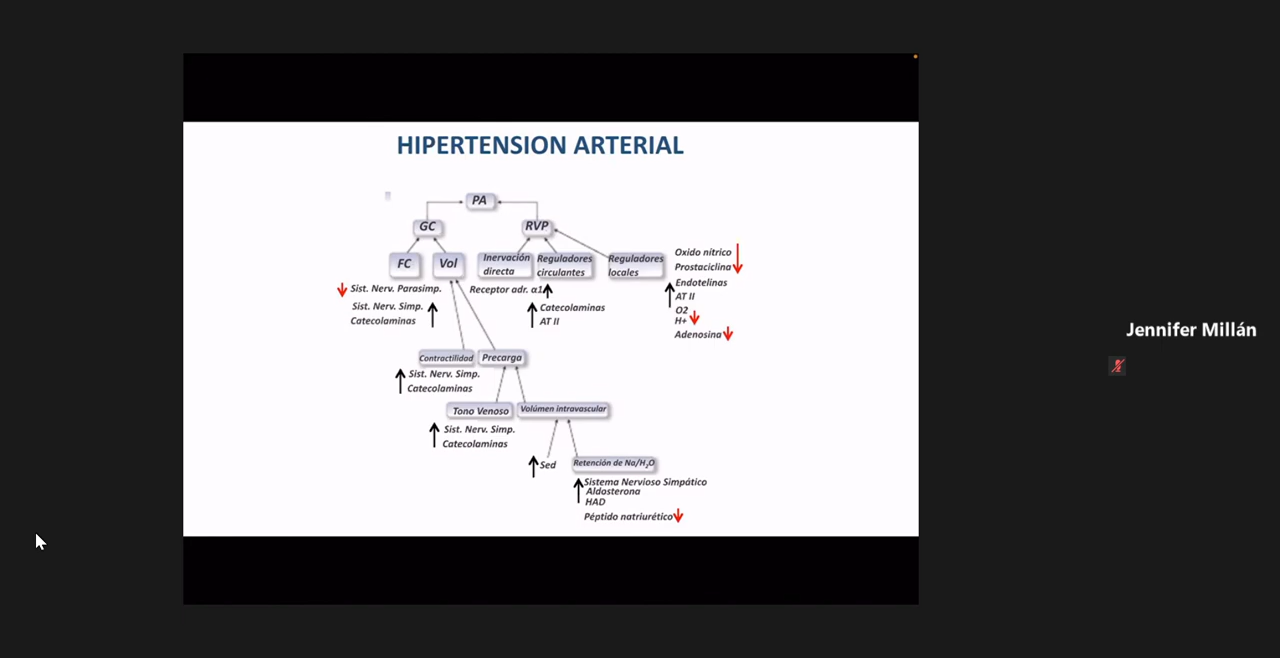 HIPERTENSION ARTERIAL
PA
GC
RVP
FC
Vol
Inervación
directa
Reguladores
circulantes
Reguladores
locales
Oxido nítrico
Prostaciclina
Endotelinas
AT II
O2
H+
Adenosina
Sist. Nerv. Parasimp.
Sist. Nerv. Simp.
Catecolaminas
Receptor adr. α1
Catecolaminas
AT II
Jennifer Millán
Contractilidad
Precarga
Sist. Nerv. Simp.
Catecolaminas
Tono Venoso
Volúmen intravascular
Sist. Nerv. Simp.
Catecolaminas
Sed
Retención de Na/H₂O
Sistema Nervioso Simpático
Aldosterona
HAD
Péptido natriurético